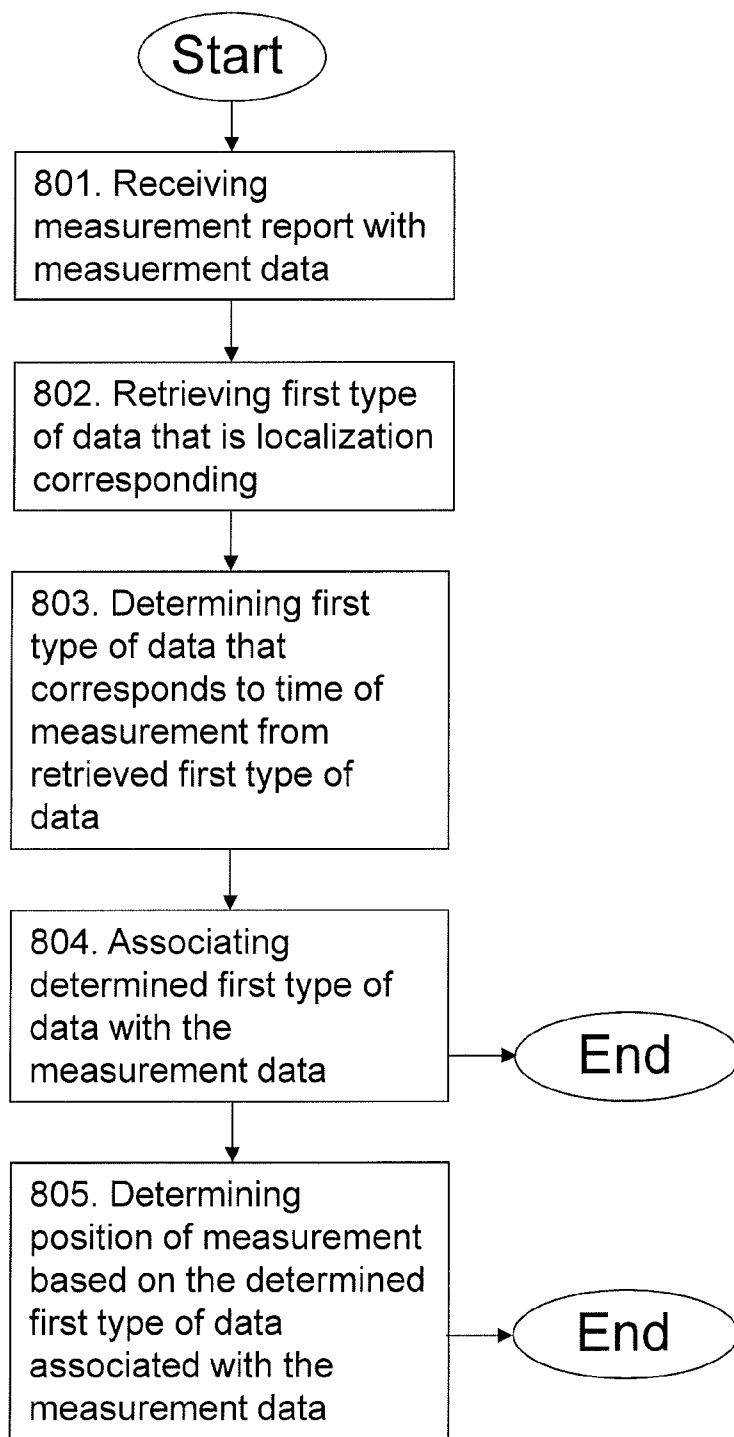 Start
801. Receiving
measurement report with
measuerment data
802. Retrieving first type
of data that is localization
corresponding
803. Determining first
type of data that
corresponds to time of
measurement from
retrieved first type of
data
804. Associating
determined first type of
data with the
measurement data
End
805. Determining
position of measurement
based on the determined
first type of data
associated with the
measurement data
End